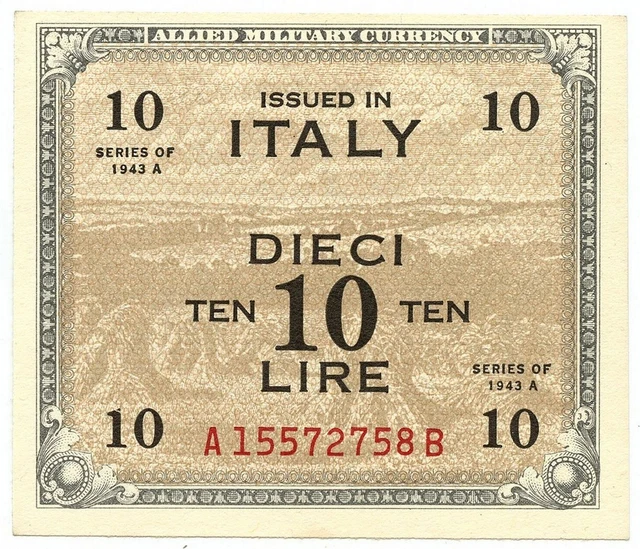 ALLIED MILITARY CURRENCY
10 ISSUED IN 10
ITALY
SERIES OF
1943 A
DIECI
TEN 10 TEN
LIRE
SERIES OF
1943 A
10 A15572758B 10